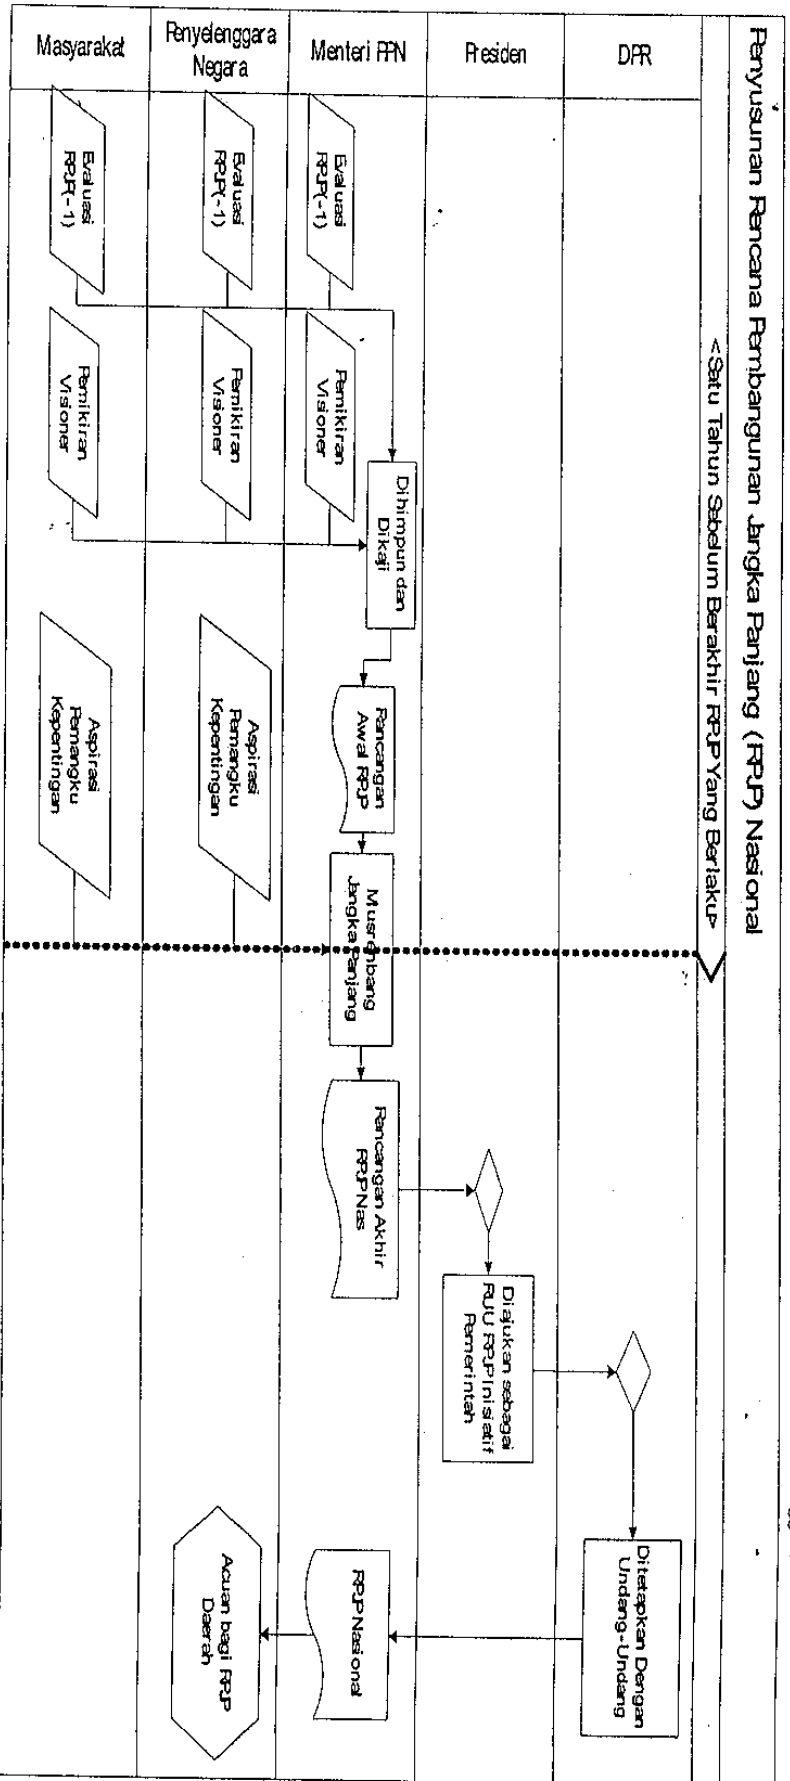 Penyusunan Rencana Pembangunan Jangka Panjang (RPJP) Nasional
<Satu Tahun Sebelum Berakhir RPJP Yang Berlaku>
DPR
Ditetapkan Dengan
Undang-Undang
Presiden
Diajukan sebagai
RUU RPJP Inisiatif
Pemerintah
Menteri PPN
Evaluasi
RPJP(-1)
Pemikiran
Visioner
Dihimpun dan
Dikaji
Rancangan
Awal RPJP
Musrenbang
Jangka Panjang
Rancangan Akhir
RPJP Nas
RPJP Nasional
Penyelenggara
Negara
Evaluasi
RPJP(-1)
Pemikiran
Visioner
Aspirasi
Pemangku
Kepentingan
Acuan bagi RPJP
Daerah
Masyarakat
Evaluasi
RPJP(-1)
Pemikiran
Visioner
Aspirasi
Pemangku
Kepentingan